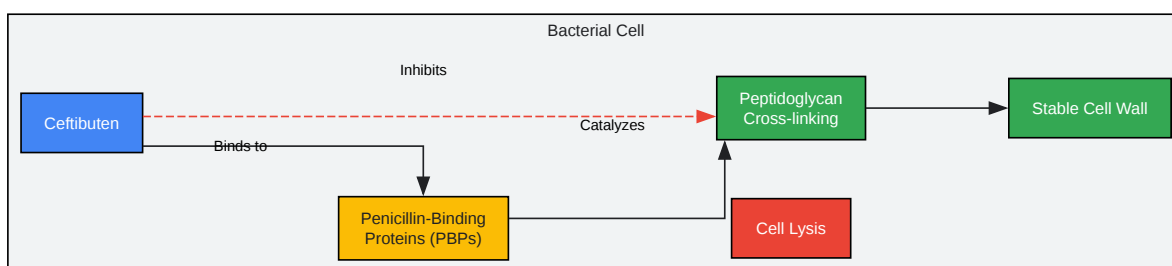 Bacterial Cell
Inhibits
Ceftibuten
Peptidoglycan
Cross-linking
Stable Cell Wall
Catalyzes
Binds to
Penicillin-Binding
Proteins (PBPs)
Cell Lysis